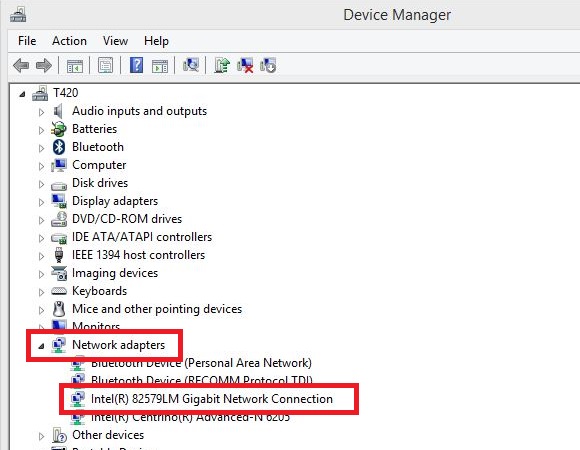 Device Manager
File Action View Help
T420
Audio inputs and outputs
Batteries
Bluetooth
Computer
Disk drives
Display adapters
DVD/CD-ROM drives
IDE ATA/ATAPI controllers
IEEE 1394 host controllers
Imaging devices
Keyboards
Mice and other pointing devices
Monitors
Network adapters
Bluetooth Device (Personal Area Network)
Bluetooth Device (RFCOMM Protocol TDI)
Intel(R) 82579LM Gigabit Network Connection
Intel(R) Centrino(R) Advanced-N 6205
Other devices
Portable Devices